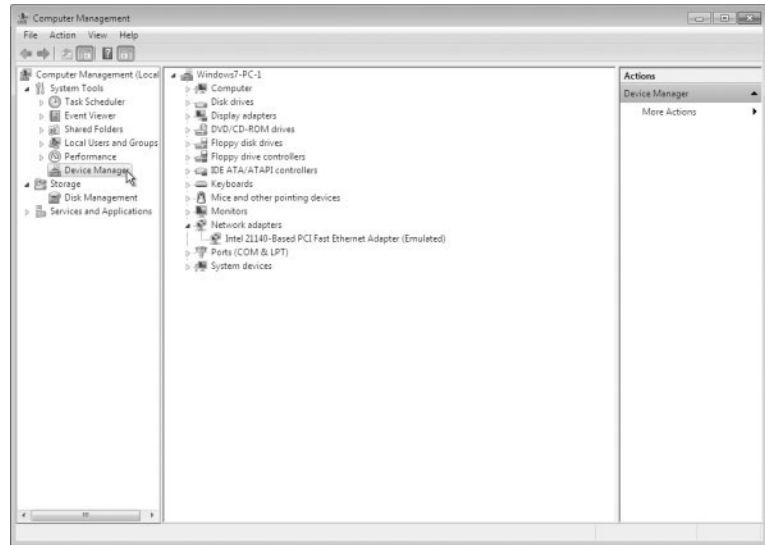 Computer Management
File Action View Help
Computer Management (Local
System Tools
Task Scheduler
Event Viewer
Shared Folders
Local Users and Groups
Performance
Device Manager
Storage
Disk Management
Services and Applications
Windows7-PC-1
Computer
Disk drives
Display adapters
DVD/CD-ROM drives
Floppy disk drives
Floppy drive controllers
IDE ATA/ATAPI controllers
Keyboards
Mice and other pointing devices
Monitors
Network adapters
Intel 21140-Based PCI Fast Ethernet Adapter (Emulated)
Ports (COM & LPT)
System devices
Actions
Device Manager
More Actions